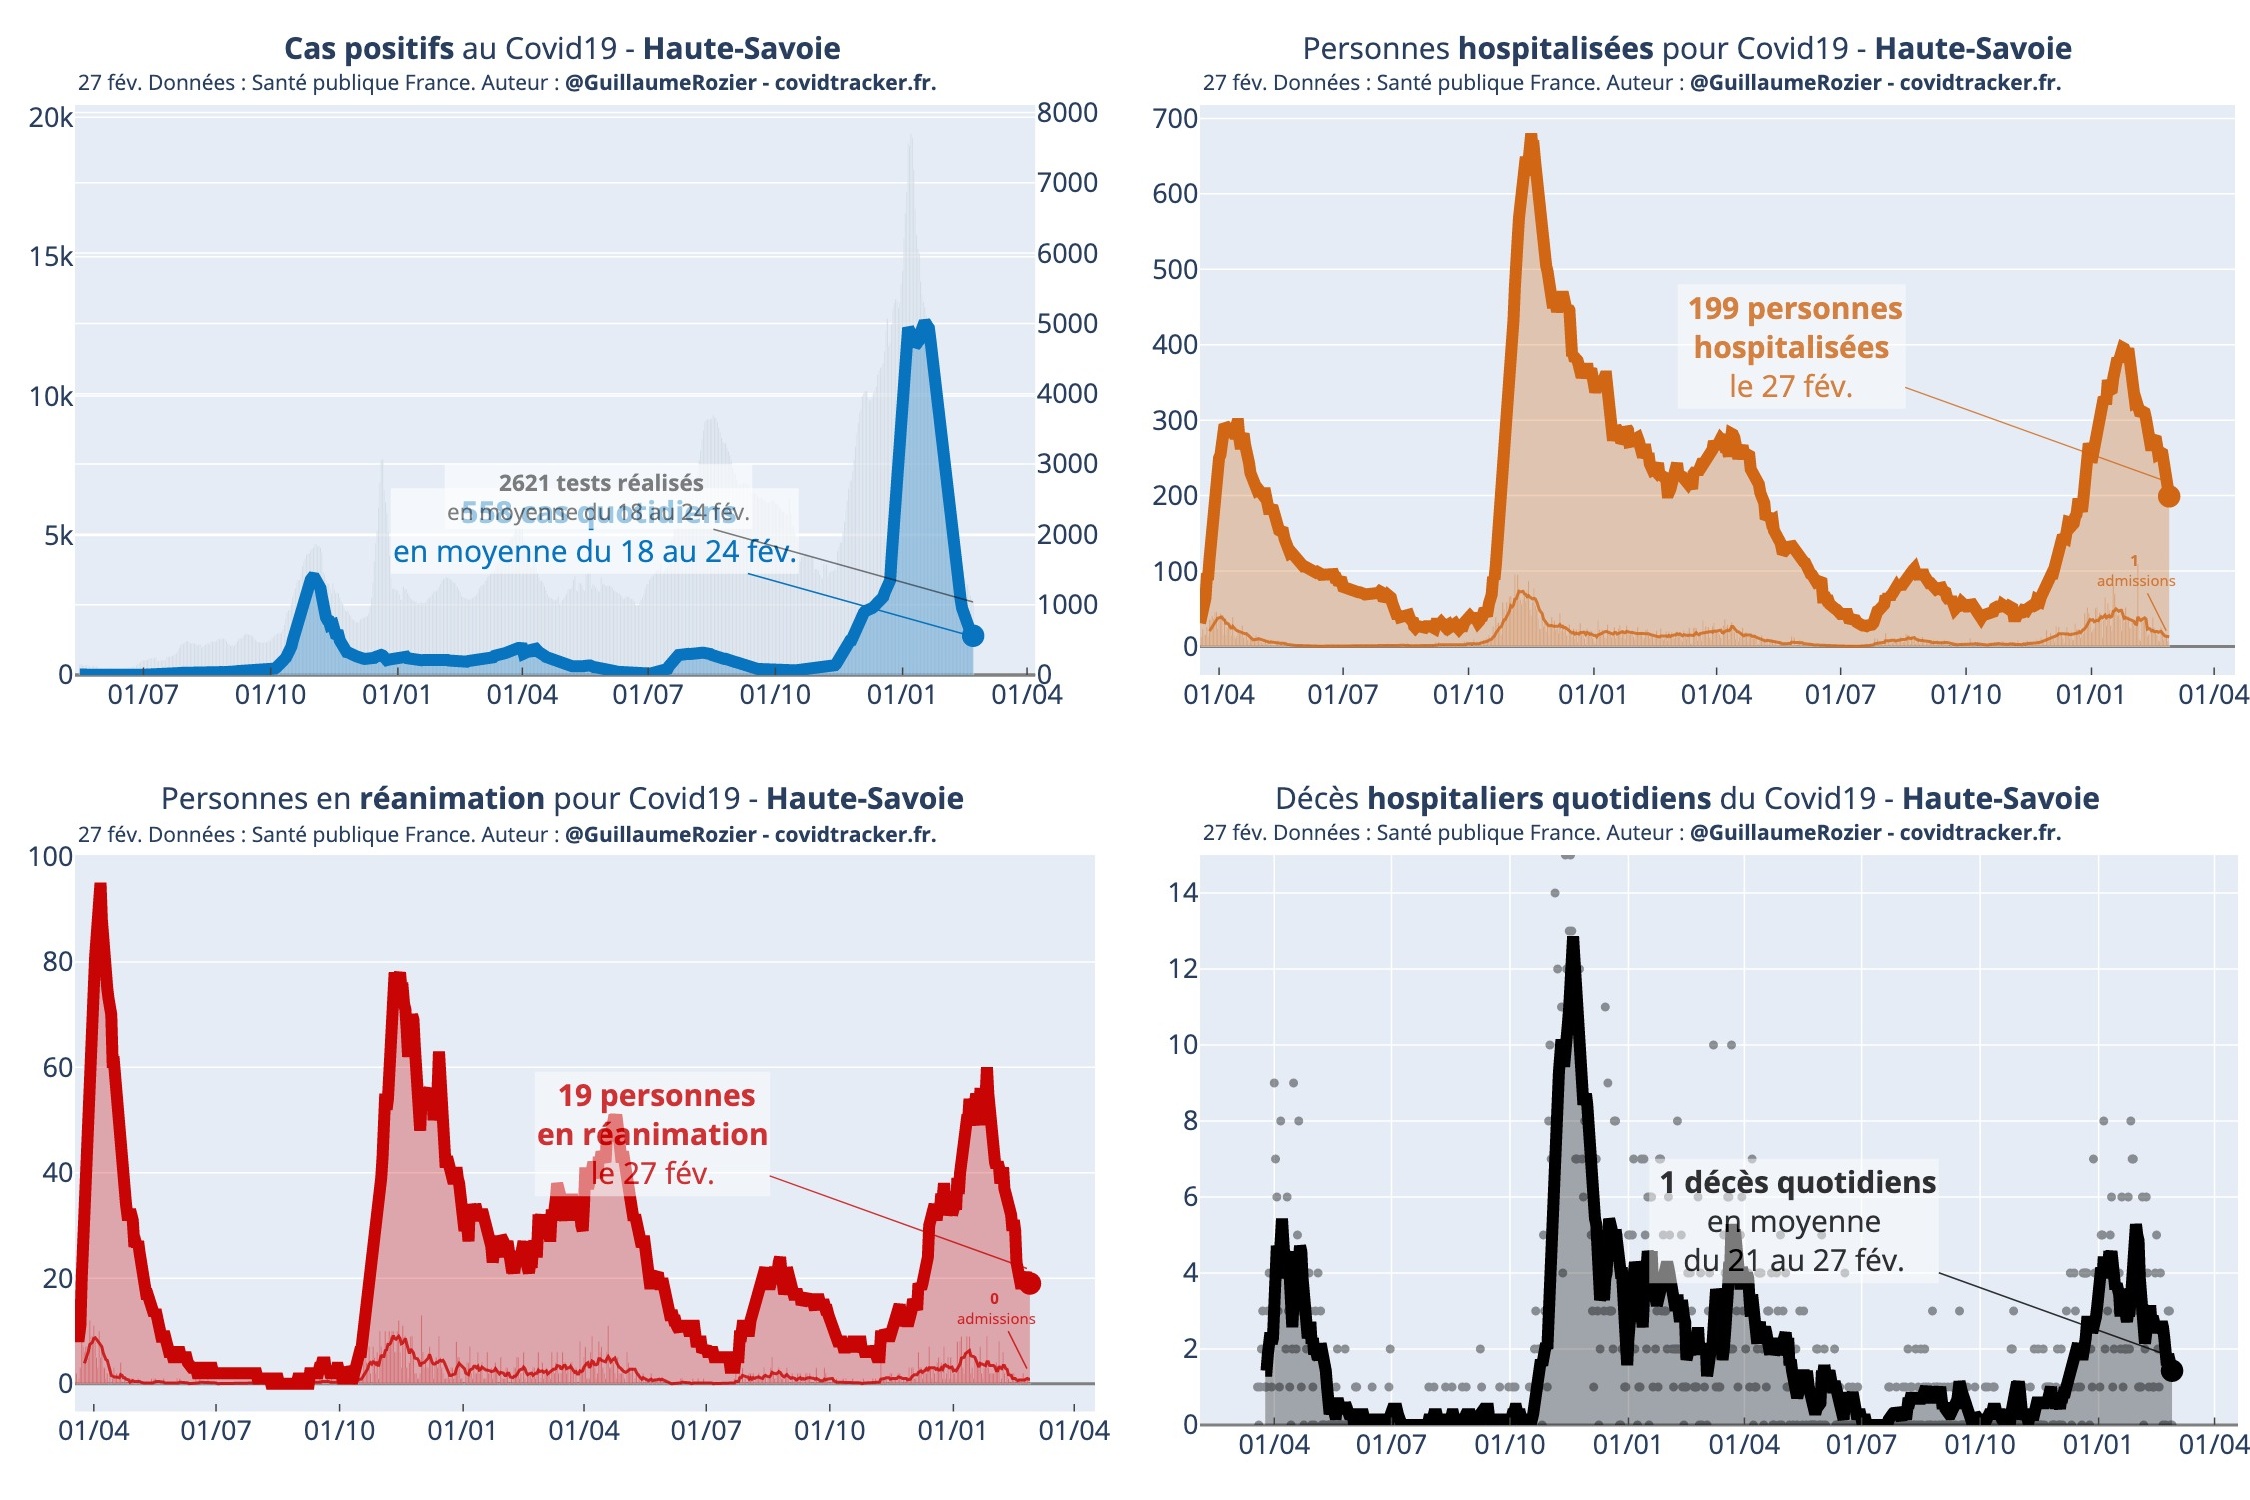 Cas positifs au Covid19 - Haute-Savoie
27 fév. Données : Santé publique France. Auteur : @GuillaumeRozier - covidtracker.fr.
20k
15k
10k
5k
0
8000
7000
6000
5000
4000
3000
2000
1000
0
2621 tests réalisés
en moyenne du 18 au 24 fév.
558 cas quotidiens
en moyenne du 18 au 24 fév.
01/07 01/10 01/01 01/04 01/07 01/10 01/01 01/04
Personnes hospitalisées pour Covid19 - Haute-Savoie
27 fév. Données : Santé publique France. Auteur : @GuillaumeRozier - covidtracker.fr.
700
600
500
400
300
200
100
0
199 personnes
hospitalisées
le 27 fév.
1
admissions
01/04 01/07 01/10 01/01 01/04 01/07 01/10 01/01 01/04
Personnes en réanimation pour Covid19 - Haute-Savoie
27 fév. Données : Santé publique France. Auteur : @GuillaumeRozier - covidtracker.fr.
100
80
60
40
20
0
19 personnes
en réanimation
le 27 fév.
0
admissions
01/04 01/07 01/10 01/01 01/04 01/07 01/10 01/01 01/04
Décès hospitaliers quotidiens du Covid19 - Haute-Savoie
27 fév. Données : Santé publique France. Auteur : @GuillaumeRozier - covidtracker.fr.
14
12
10
8
6
4
2
0
1 décès quotidiens
en moyenne
du 21 au 27 fév.
01/04 01/07 01/10 01/01 01/04 01/07 01/10 01/01 01/04